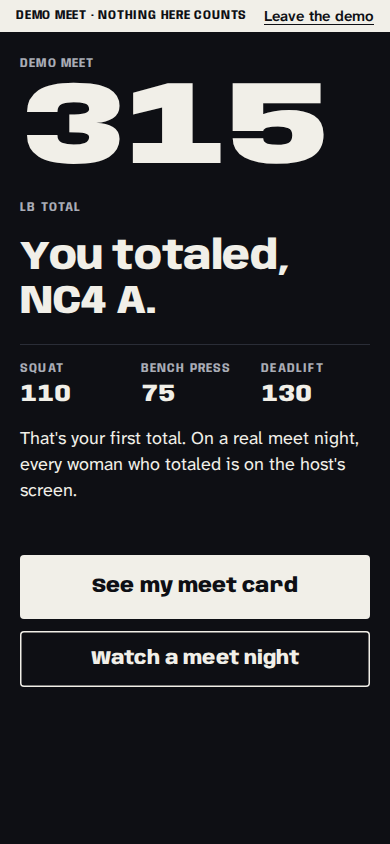 DEMO MEET · NOTHING HERE COUNTS
Leave the demo
DEMO MEET
315
LB TOTAL
You totaled,
NC4 A.
SQUAT
BENCH PRESS
DEADLIFT
110
75
130
That's your first total. On a real meet night,
every woman who totaled is on the host's
screen.
See my meet card
Watch a meet night